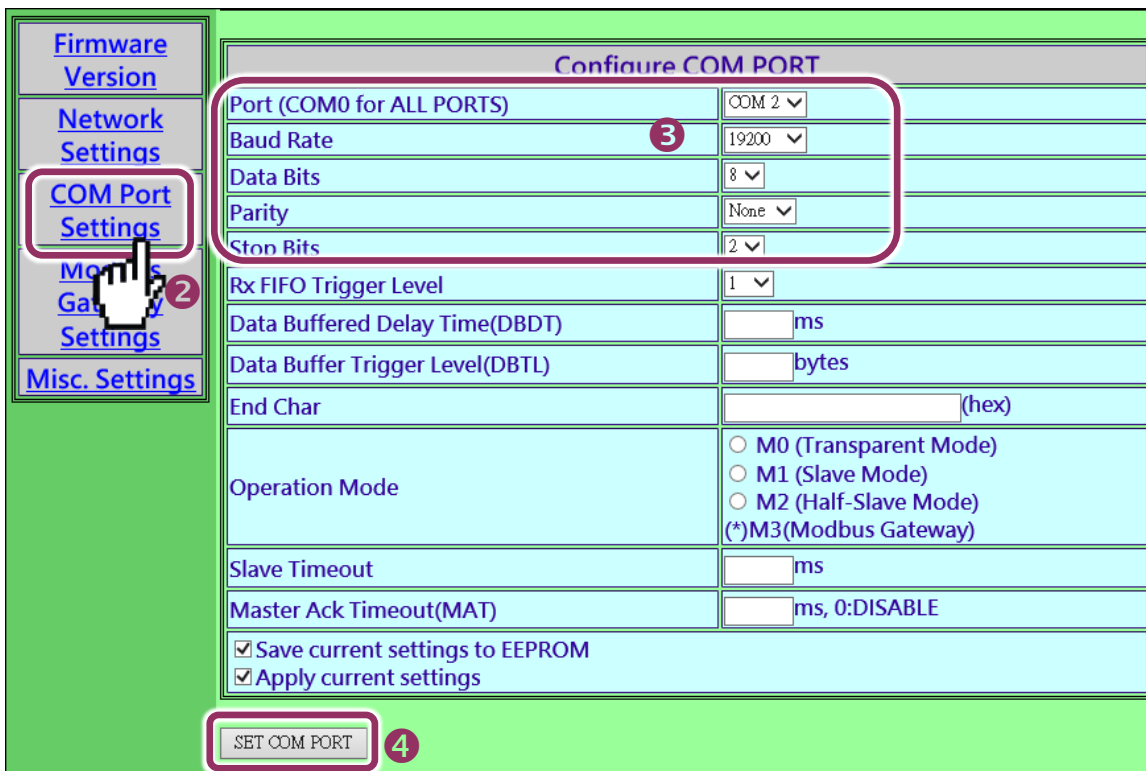 Firmware
Version
Network
Settings
COM Port
Settings
❷
Gateway
Settings
Misc. Settings
Configure COM PORT
❸
Port (COM0 for ALL PORTS) COM 2
Baud Rate 19200
Data Bits 8
Parity None
Stop Bits 2
Rx FIFO Trigger Level 1
Data Buffered Delay Time(DBDT) ms
Data Buffer Trigger Level(DBTL) bytes
End Char (hex)
Operation Mode
M0 (Transparent Mode)
M1 (Slave Mode)
M2 (Half-Slave Mode)
(*)M3(Modbus Gateway)
Slave Timeout ms
Master Ack Timeout(MAT) ms, 0:DISABLE
Save current settings to EEPROM
Apply current settings
SET COM PORT ❹